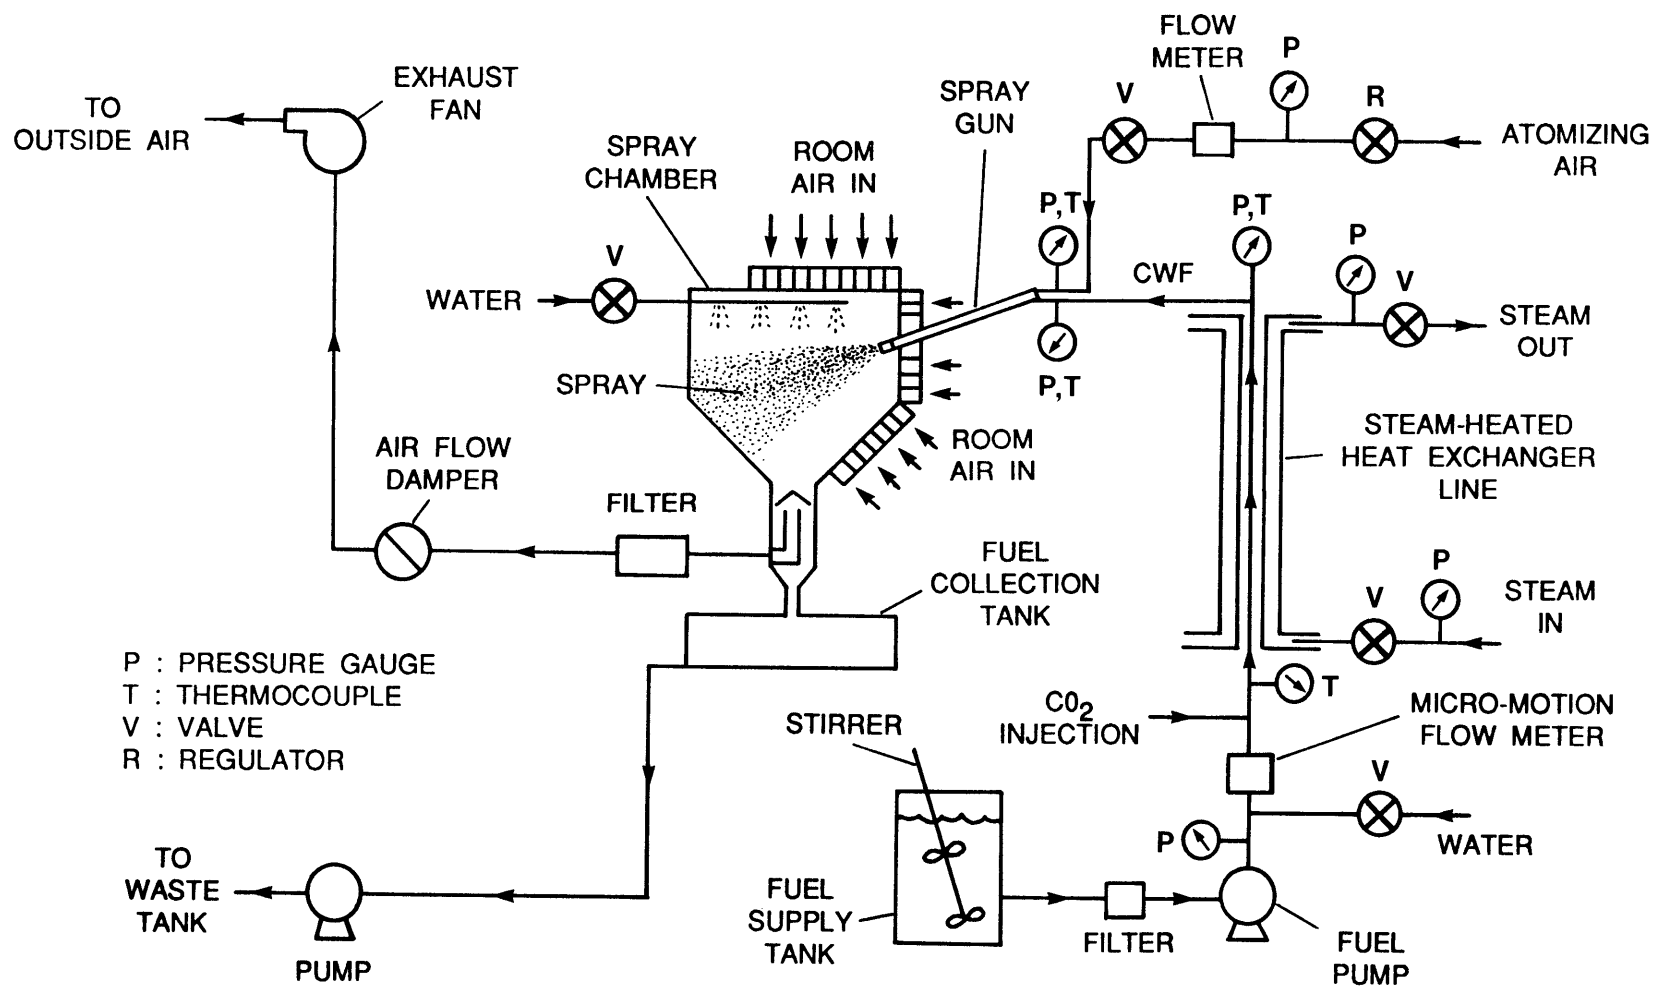 FLOW
METER
P
EXHAUST
FAN
TO
OUTSIDE AIR
SPRAY
GUN
V
R
ATOMIZING
AIR
SPRAY
CHAMBER
ROOM
AIR IN
P,T
P,T
P
V
V
WATER
CWF
STEAM
OUT
SPRAY
P,T
AIR FLOW
DAMPER
ROOM
AIR IN
STEAM-HEATED
HEAT EXCHANGER
LINE
FILTER
FUEL
COLLECTION
TANK
P
V
STEAM
IN
P : PRESSURE GAUGE
T : THERMOCOUPLE
V : VALVE
R : REGULATOR
T
CO2
INJECTION
MICRO-MOTION
FLOW METER
STIRRER
V
P
WATER
TO
WASTE
TANK
PUMP
FUEL
SUPPLY
TANK
FILTER
FUEL
PUMP